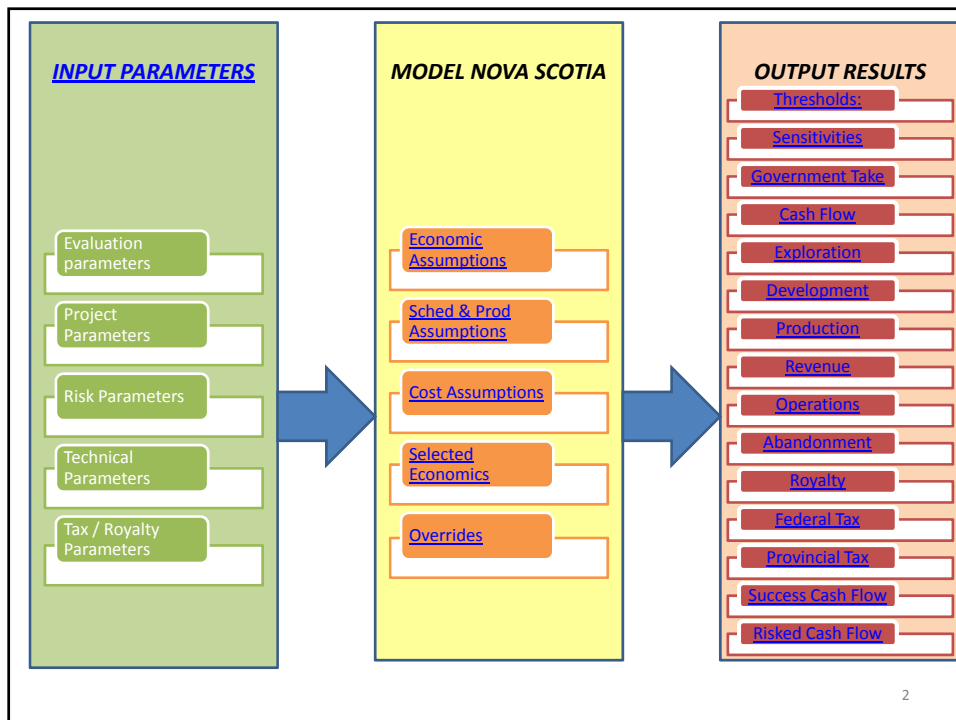 INPUT PARAMETERS
Evaluation
parameters
Project
Parameters
Risk Parameters
Technical
Parameters
Tax / Royalty
Parameters
MODEL NOVA SCOTIA
Economic
Assumptions
Sched & Prod
Assumptions
Cost Assumptions
Selected
Economics
Overrides
OUTPUT RESULTS
Thresholds:
Sensitivities
Government Take
Cash Flow
Exploration
Development
Production
Revenue
Operations
Abandonment
Royalty
Federal Tax
Provincial Tax
Success Cash Flow
Risked Cash Flow
2